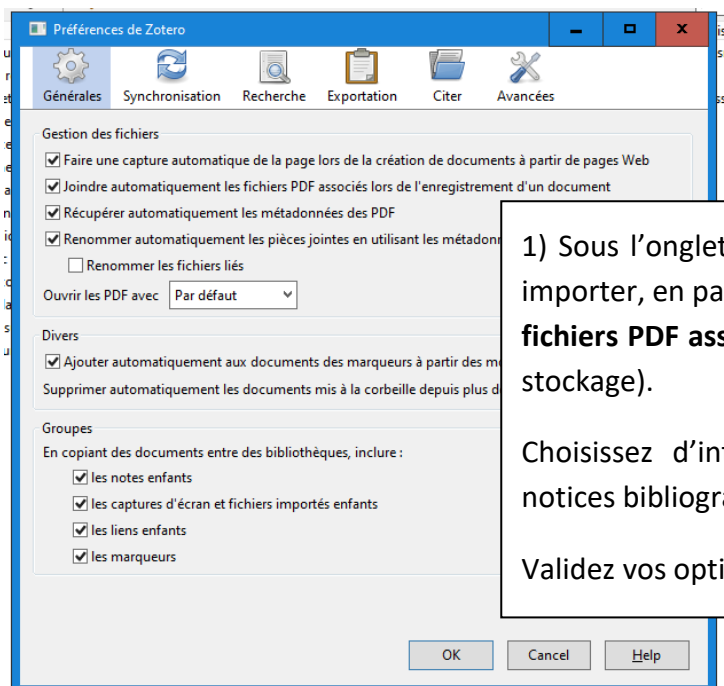 Préférences de Zotero
Générales Synchronisation Recherche Exportation Citer Avancées
Gestion des fichiers
Faire une capture automatique de la page lors de la création de documents à partir de pages Web
Joindre automatiquement les fichiers PDF associés lors de l'enregistrement d'un document
Récupérer automatiquement les métadonnées des PDF
Renommer automatiquement les pièces jointes en utilisant les
Renommer les fichiers liés
Ouvrir les PDF avec Par défaut
Divers
Ajouter automatiquement aux documents des marqueurs à partir des
Supprimer automatiquement les documents mis à la corbeille depuis plus
Groupes
En copiant des documents entre des bibliothèques, inclure :
les notes enfants
les captures d'écran et fichiers importés enfants
les liens enfants
les marqueurs
OK Cancel Help
1) Sous l’onglet
importer, en
fichiers PDF
stockage).
Choisissez
notices
Validez vos